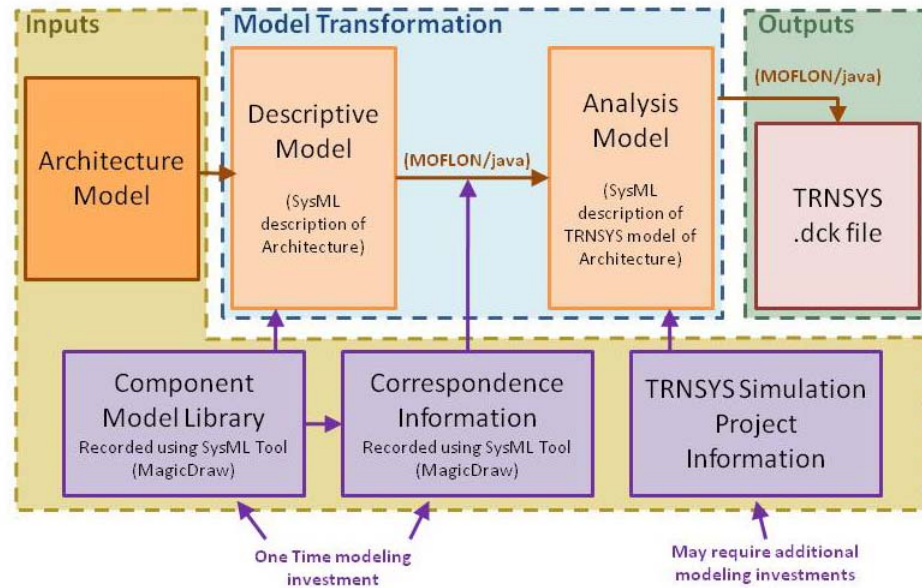 Inputs
Model Transformation
Outputs
Architecture
Model
Descriptive
Model
(SysML
description of
Architecture)
(MOFLON/java)
Analysis
Model
(SysML
description of
TRNSYS model of
Architecture)
(MOFLON/java)
TRNSYS
.dck file
Component
Model Library
Recorded using SysML Tool
(MagicDraw)
Correspondence
Information
Recorded using SysML Tool
(MagicDraw)
TRNSYS Simulation
Project
Information
One Time modeling
investment
May require additional
modeling investments